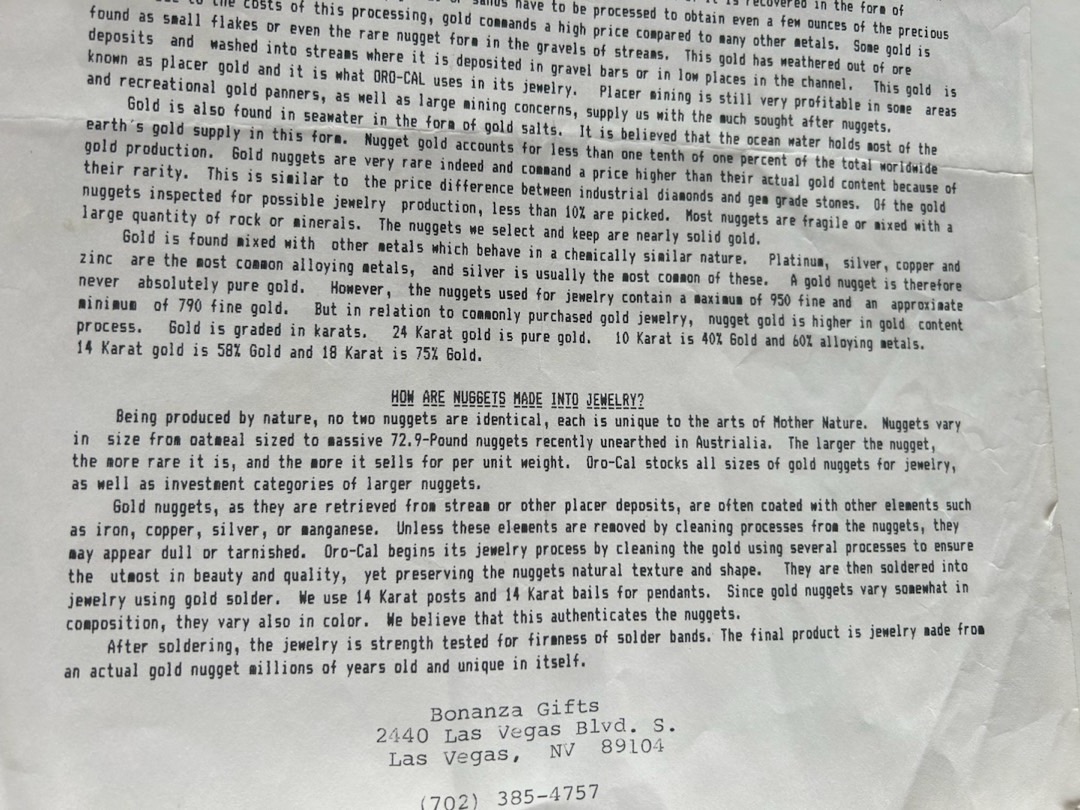 the costs of this processing, gold commands a high price compared to many other metals. Some gold is
found as small flakes or even the rare nugget form in the gravels of streams. This gold has weathered out of ore
deposits and washed into streams where it is deposited in gravel bars or in low places in the channel. This gold is
known as placer gold and it is what ORO-CAL uses in its jewelry. Placer mining is still very profitable in some areas
and recreational gold panners, as well as large mining concerns, supply us with the much sought after nuggets.
Gold is also found in seawater in the form of gold salts. It is believed that the ocean water holds most of the
earth's gold supply in this form. Nugget gold accounts for less than one tenth of one percent of the total worldwide
gold production. Gold nuggets are very rare indeed and command a price higher than their actual gold content because of
their rarity. This is similar to the price difference between industrial diamonds and gem grade stones. Of the gold
nuggets inspected for possible jewelry production, less than 10% are picked. Most nuggets are fragile or mixed with a
large quantity of rock or minerals. The nuggets we select and keep are nearly solid gold.
Gold is found mixed with other metals which behave in a chemically similar nature. Platinum, silver, copper and
zinc are the most common alloying metals, and silver is usually the most common of these. A gold nugget is therefore
never absolutely pure gold. However, the nuggets used for jewelry contain a maximum of 950 fine and an approximate
minimum of 790 fine gold. But in relation to commonly purchased gold jewelry, nugget gold is higher in gold content
process. Gold is graded in karats. 24 Karat gold is pure gold. 10 Karat is 40% Gold and 60% alloying metals.
14 Karat gold is 58% Gold and 18 Karat is 75% Gold.
HOW ARE NUGGETS MADE INTO JEWELRY?
Being produced by nature, no two nuggets are identical, each is unique to the arts of Mother Nature. Nuggets vary
in size from oatmeal sized to massive 72.9-Pound nuggets recently unearthed in Austrialia. The larger the nugget,
the more rare it is, and the more it sells for per unit weight. Oro-Cal stocks all sizes of gold nuggets for jewelry,
as well as investment categories of larger nuggets.
Gold nuggets, as they are retrieved from stream or other placer deposits, are often coated with other elements such
as iron, copper, silver, or manganese. Unless these elements are removed by cleaning processes from the nuggets, they
may appear dull or tarnished. Oro-Cal begins its jewelry process by cleaning the gold using several processes to ensure
the utmost in beauty and quality, yet preserving the nuggets natural texture and shape. They are then soldered into
jewelry using gold solder. We use 14 Karat posts and 14 Karat bails for pendants. Since gold nuggets vary somewhat in
composition, they vary also in color. We believe that this authenticates the nuggets.
After soldering, the jewelry is strength tested for firmness of solder bands. The final product is jewelry made from
an actual gold nugget millions of years old and unique in itself.
Bonanza Gifts
2440 Las Vegas Blvd. S.
Las Vegas, NV 89104
(702) 385-4757